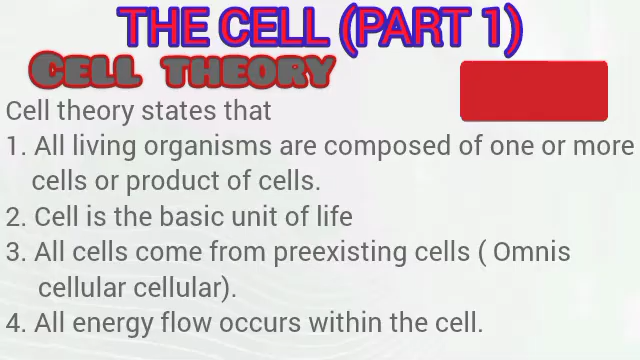 THE CELL (PART 1)
CELL THEORY
Cell theory states that
1. All living organisms are composed of one or more
cells or product of cells.
2. Cell is the basic unit of life
3. All cells come from preexisting cells ( Omnis
cellular cellular).
4. All energy flow occurs within the cell.